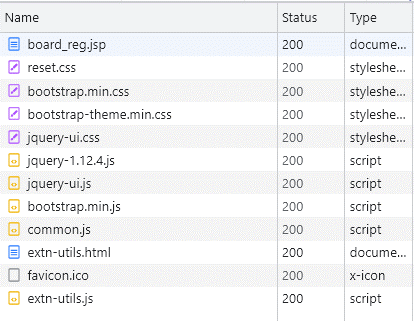 Name Status Type
board_reg.jsp 200 docume...
reset.css 200 styleshe...
bootstrap.min.css 200 styleshe...
bootstrap-theme.min.css 200 styleshe...
jquery-ui.css 200 styleshe...
jquery-1.12.4.js 200 script
jquery-ui.js 200 script
bootstrap.min.js 200 script
common.js 200 script
extn-utils.html 200 docume...
favicon.ico 200 x-icon
extn-utils.js 200 script